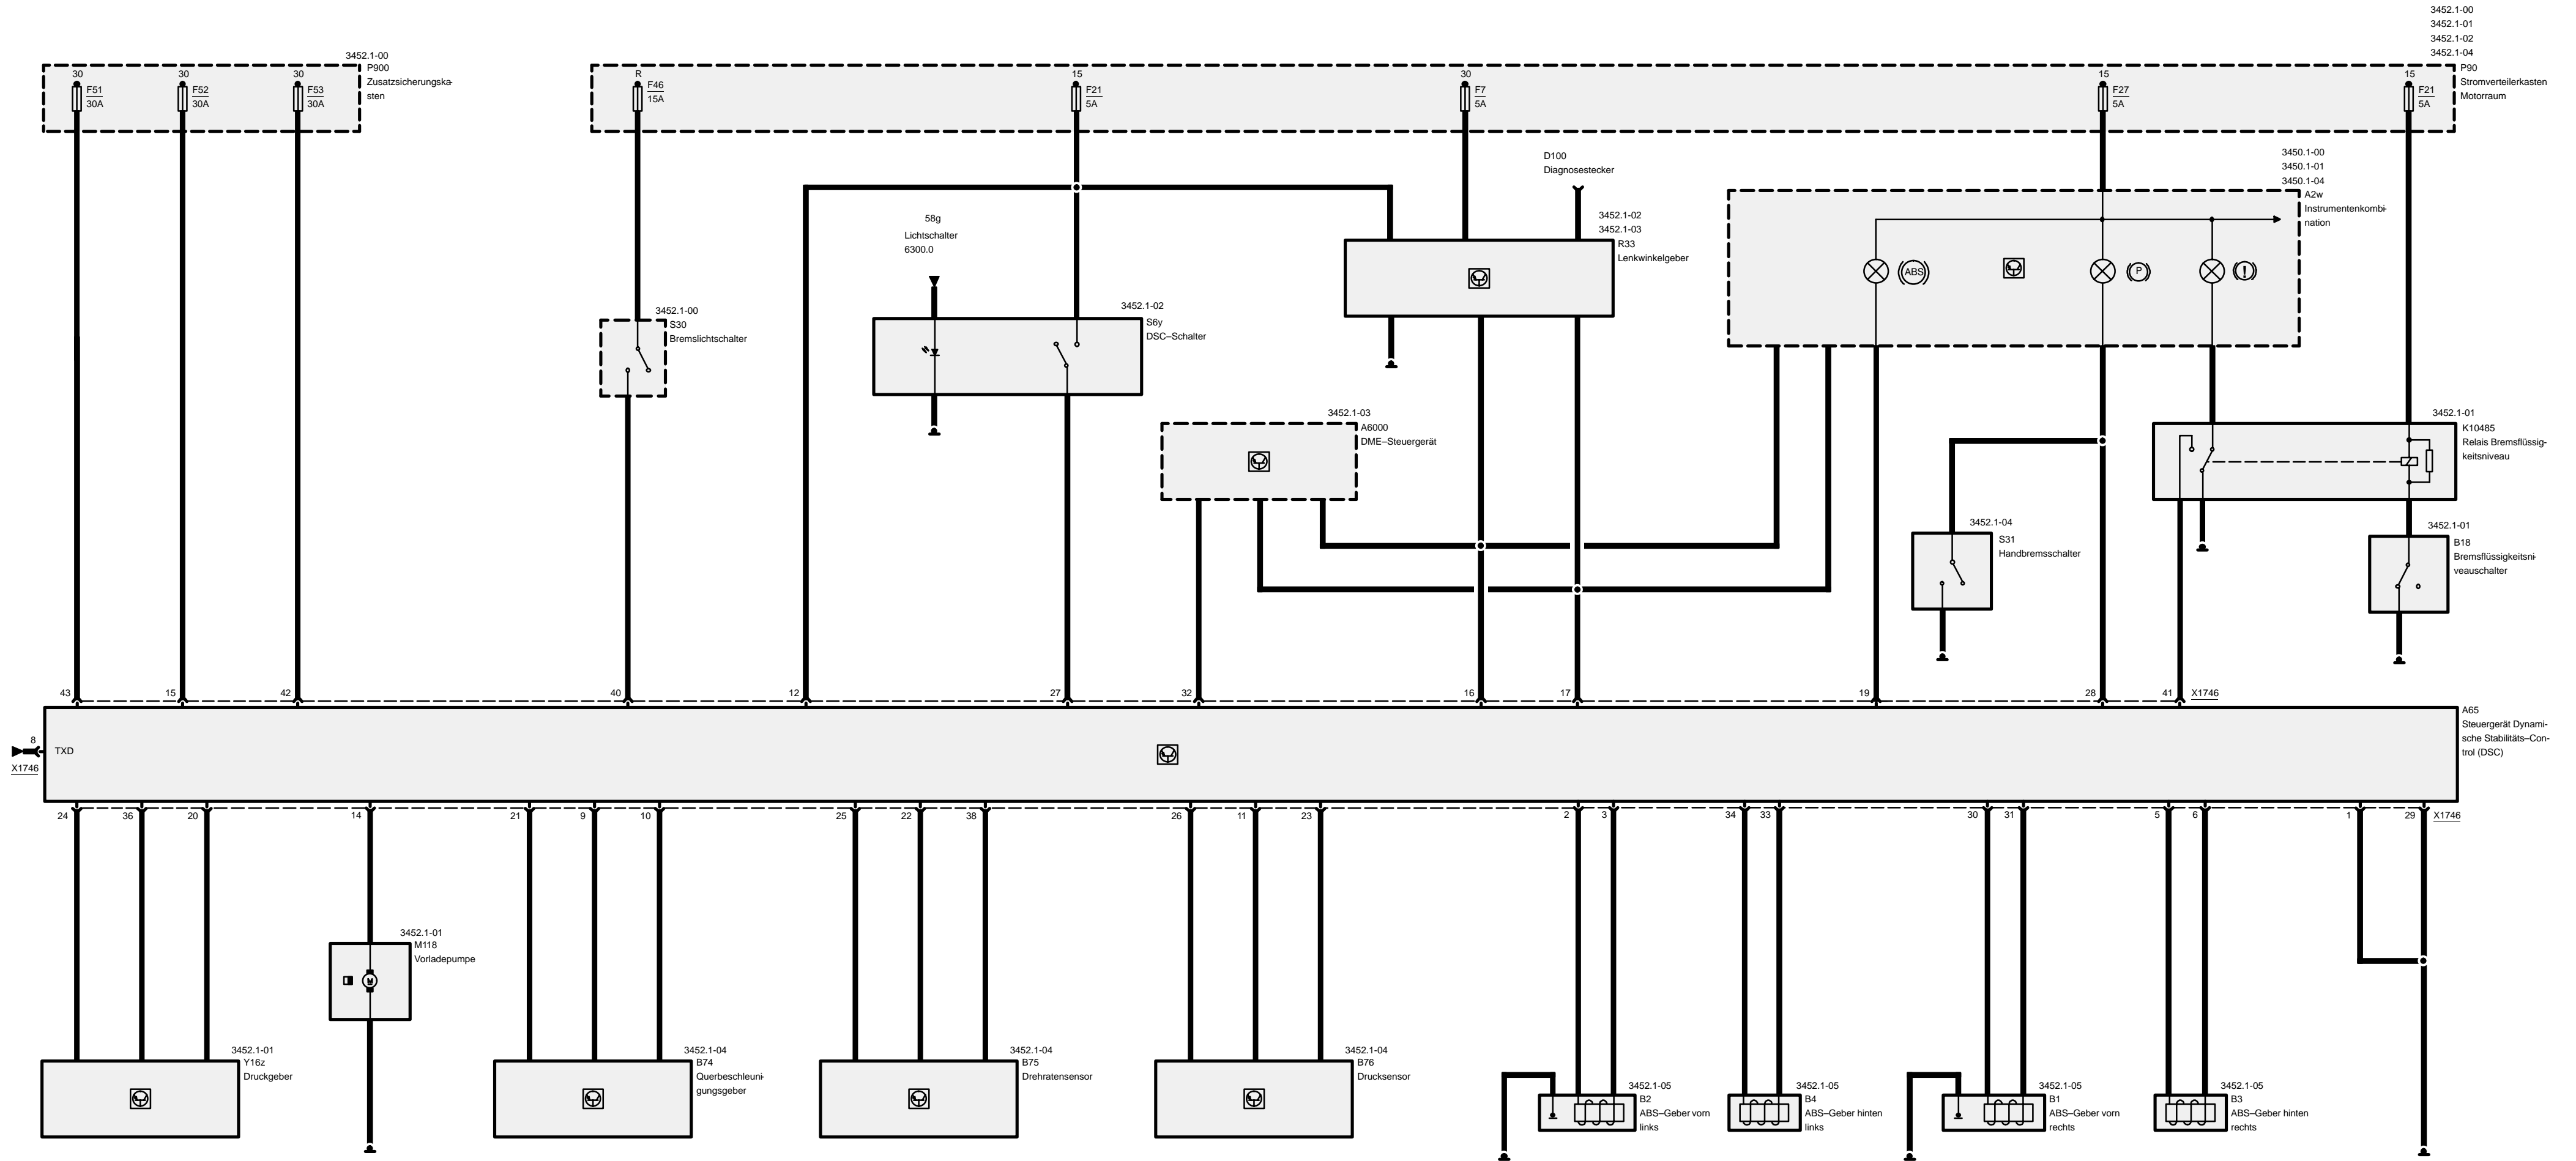 3452.1-00
3452.1-01
3452.1-02
3452.1-04
3452.1-00
P900
Zusatzsicherungska-
sten
30
F51
30A
30
F52
30A
30
F53
30A
R
F46
15A
15
F21
5A
30
F7
5A
15
F27
5A
15
F21
5A
P90
Stromverteilerkasten
Motorraum
D100
Diagnosestecker
3450.1-00
3450.1-01
3450.1-04
A2w
Instrumentenkombi-
nation
ABS
P
!
58g
Lichtschalter
6300.0
3452.1-02
3452.1-03
R33
Lenkwinkelgeber
3452.1-00
S30
Bremslichtschalter
3452.1-02
S6y
DSC–Schalter
3452.1-03
A6000
DME–Steuergerät
3452.1-01
K10485
Relais Bremsflüssig-
keitsniveau
3452.1-04
S31
Handbremsschalter
3452.1-01
B18
Bremsflüssigkeitsni-
veauschalter
43
15
42
40
12
27
32
16
17
19
28
41
X1746
8
X1746
TXD
A65
Steuergerät Dynami-
sche Stabilitäts–Con-
trol (DSC)
24
36
20
14
21
9
10
25
22
38
26
11
23
2
3
34
33
30
31
5
6
1
29
X1746
3452.1-01
M118
Vorladepumpe
M
3452.1-01
Y16z
Druckgeber
3452.1-04
B74
Querbeschleuni-
gungsgeber
3452.1-04
B75
Drehratensensor
3452.1-04
B76
Drucksensor
3452.1-05
B2
ABS–Geber vorn
links
3452.1-05
B4
ABS–Geber hinten
links
3452.1-05
B1
ABS–Geber vorn
rechts
3452.1-05
B3
ABS–Geber hinten
rechts